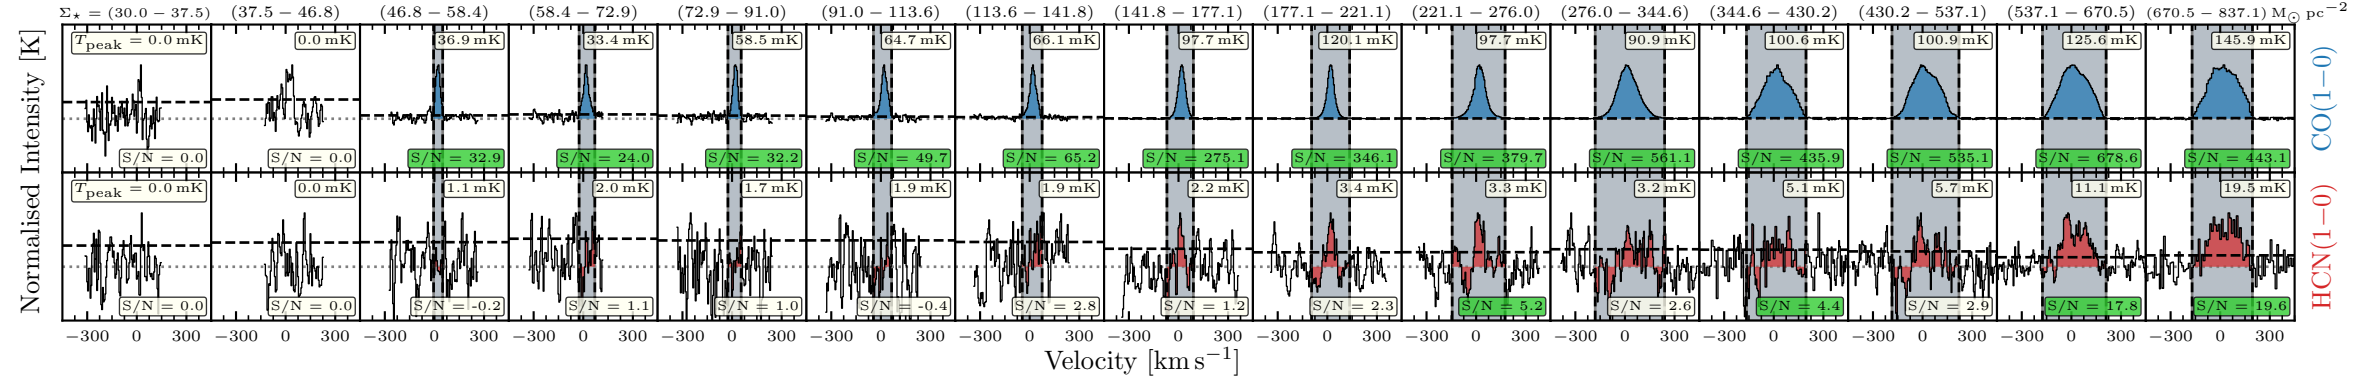 Σ⋆ = (30.0 − 37.5) (37.5 − 46.8) (46.8 − 58.4) (58.4 − 72.9) (72.9 − 91.0) (91.0 − 113.6) (113.6 − 141.8) (141.8 − 177.1) (177.1 − 221.1) (221.1 − 276.0) (276.0 − 344.6) (344.6 − 430.2) (430.2 − 537.1) (537.1 − 670.5) (670.5 − 837.1) M⊙ pc⁻²
Tpeak = 0.0 mK 0.0 mK 36.9 mK 33.4 mK 58.5 mK 64.7 mK 66.1 mK 97.7 mK 120.1 mK 97.7 mK 90.9 mK 100.6 mK 100.9 mK 125.6 mK 145.9 mK
S/N = 0.0 S/N = 0.0 S/N = 32.9 S/N = 24.0 S/N = 32.2 S/N = 49.7 S/N = 65.2 S/N = 275.1 S/N = 346.1 S/N = 379.7 S/N = 561.1 S/N = 435.9 S/N = 535.1 S/N = 678.6 S/N = 443.1
CO(1−0)
Tpeak = 0.0 mK 0.0 mK 1.1 mK 2.0 mK 1.7 mK 1.9 mK 1.9 mK 2.2 mK 3.4 mK 3.3 mK 3.2 mK 5.1 mK 5.7 mK 11.1 mK 19.5 mK
S/N = 0.0 S/N = 0.0 S/N = -0.2 S/N = 1.1 S/N = 1.0 S/N = -0.4 S/N = 2.8 S/N = 1.2 S/N = 2.3 S/N = 5.2 S/N = 2.6 S/N = 4.4 S/N = 2.9 S/N = 17.8 S/N = 19.6
HCN(1−0)
Normalised Intensity [K]
−300 0 300 −300 0 300 −300 0 300 −300 0 300 −300 0 300 −300 0 300 −300 0 300 −300 0 300 −300 0 300 −300 0 300 −300 0 300 −300 0 300 −300 0 300 −300 0 300 −300 0 300
Velocity [km s⁻¹]